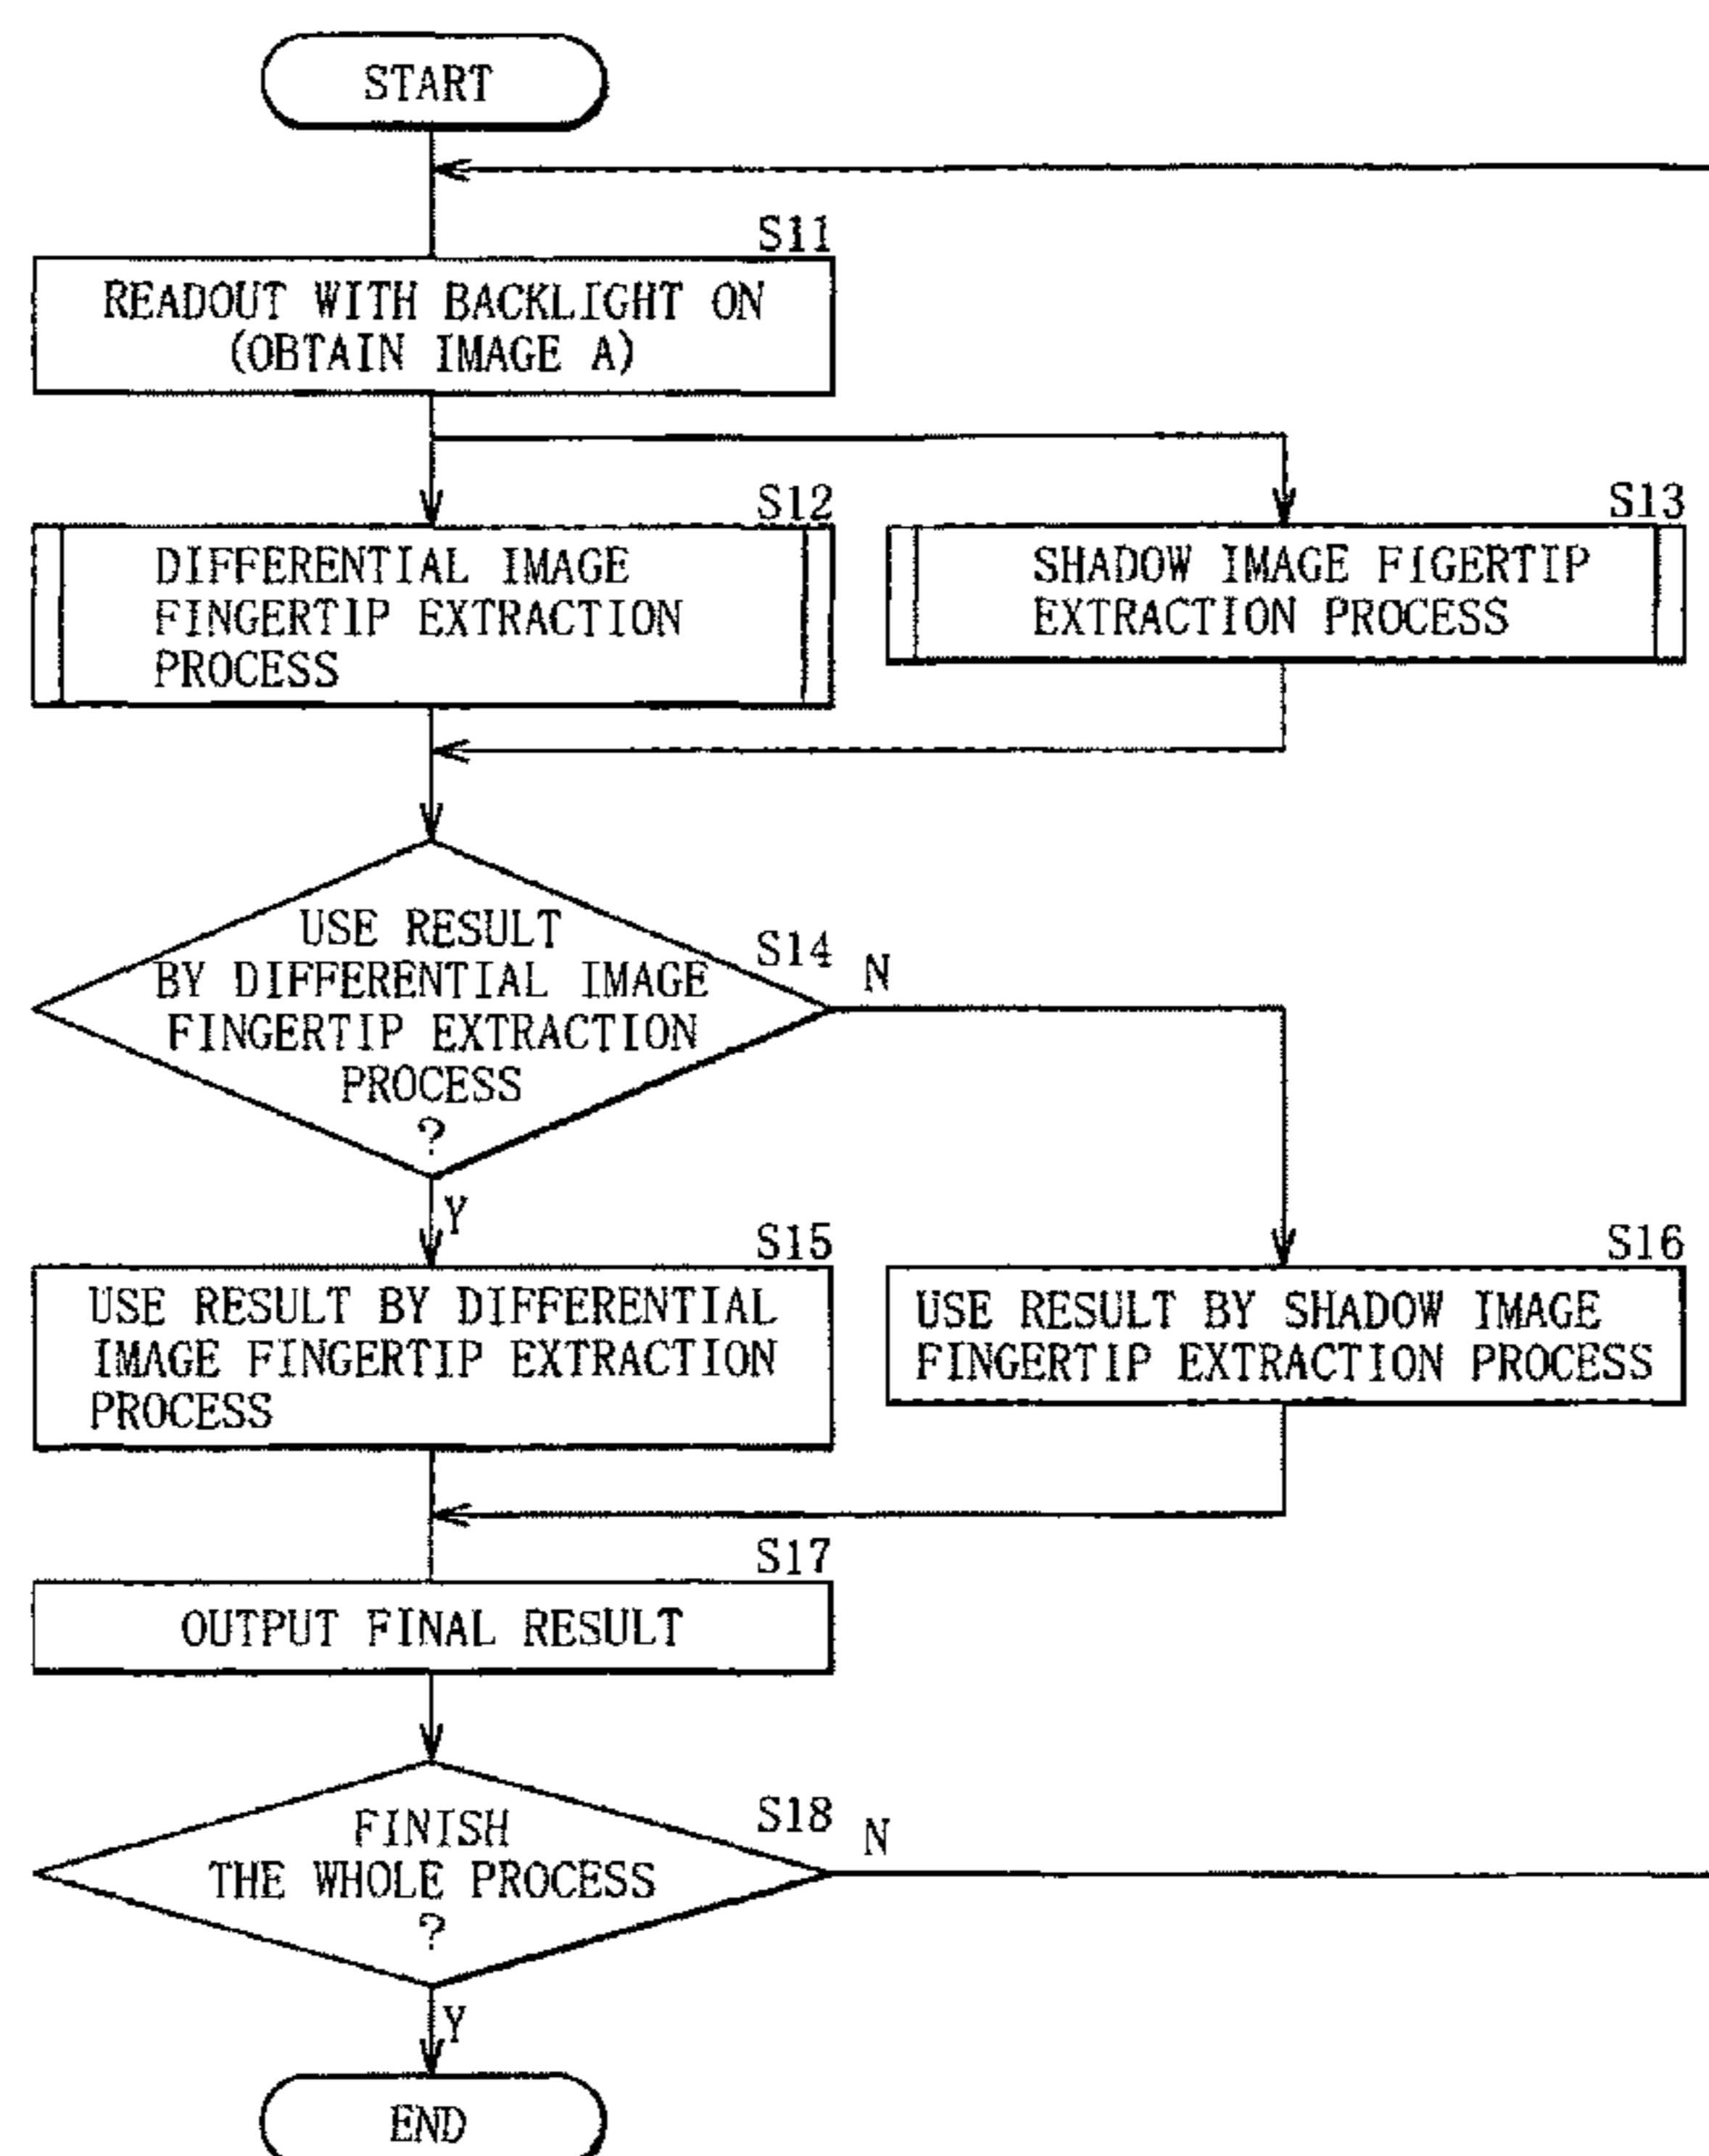 START
S11
READOUT WITH BACKLIGHT ON
(OBTAIN IMAGE A)
S12
DIFFERENTIAL IMAGE
FINGERTIP EXTRACTION
PROCESS
S13
SHADOW IMAGE FIGERTIP
EXTRACTION PROCESS
S14
USE RESULT
BY DIFFERENTIAL IMAGE
FINGERTIP EXTRACTION
PROCESS
?
N
Y
S15
USE RESULT BY DIFFERENTIAL
IMAGE FINGERTIP EXTRACTION
PROCESS
S16
USE RESULT BY SHADOW IMAGE
FINGERTIP EXTRACTION PROCESS
S17
OUTPUT FINAL RESULT
S18
FINISH
THE WHOLE PROCESS
?
N
Y
END